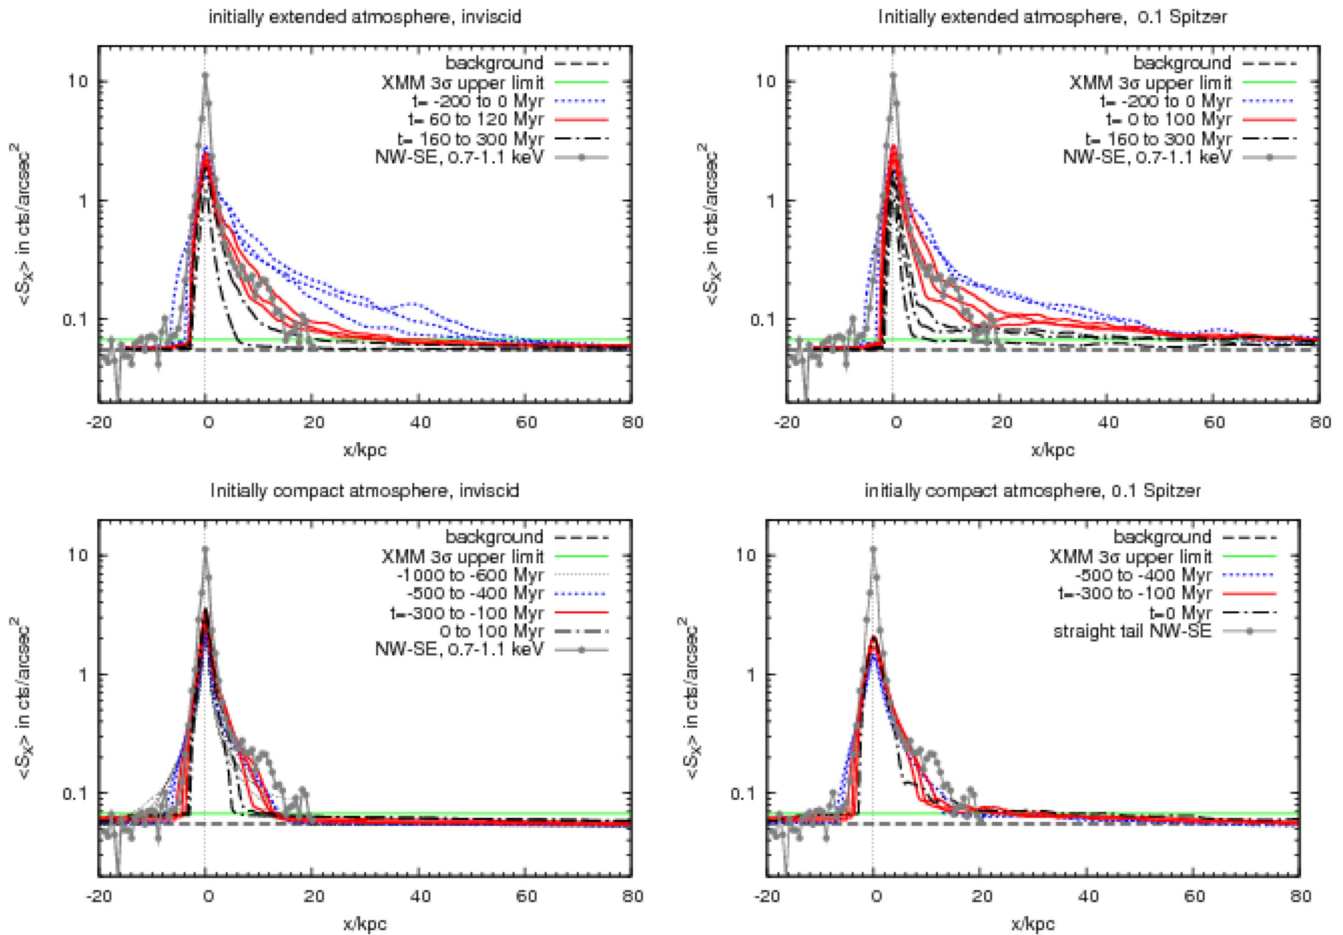 initially extended atmosphere, inviscid
<S_X> in cts/arcsec²
10
1
0.1
background
XMM 3σ upper limit
t= -200 to 0 Myr
t= 60 to 120 Myr
t= 160 to 300 Myr
NW-SE, 0.7-1.1 keV
-20 0 20 40 60 80
x/kpc
Initially extended atmosphere, 0.1 Spitzer
<S_X> in cts/arcsec²
10
1
0.1
background
XMM 3σ upper limit
t= -200 to 0 Myr
t= 0 to 100 Myr
t= 160 to 300 Myr
NW-SE, 0.7-1.1 keV
-20 0 20 40 60 80
x/kpc
Initially compact atmosphere, inviscid
<S_X> in cts/arcsec²
10
1
0.1
background
XMM 3σ upper limit
-1000 to -600 Myr
-500 to -400 Myr
t=-300 to -100 Myr
0 to 100 Myr
NW-SE, 0.7-1.1 keV
-20 0 20 40 60 80
x/kpc
initially compact atmosphere, 0.1 Spitzer
<S_X> in cts/arcsec²
10
1
0.1
background
XMM 3σ upper limit
-500 to -400 Myr
t=-300 to -100 Myr
t=0 Myr
straight tail NW-SE
-20 0 20 40 60 80
x/kpc